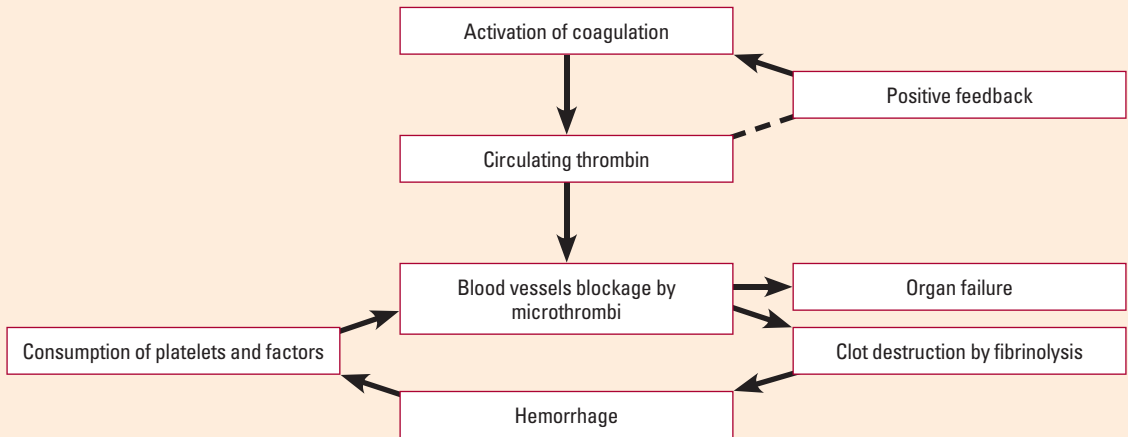 Activation of coagulation
Positive feedback
Circulating thrombin
Blood vessels blockage by
microthrombi
Organ failure
Consumption of platelets and factors
Clot destruction by fibrinolysis
Hemorrhage